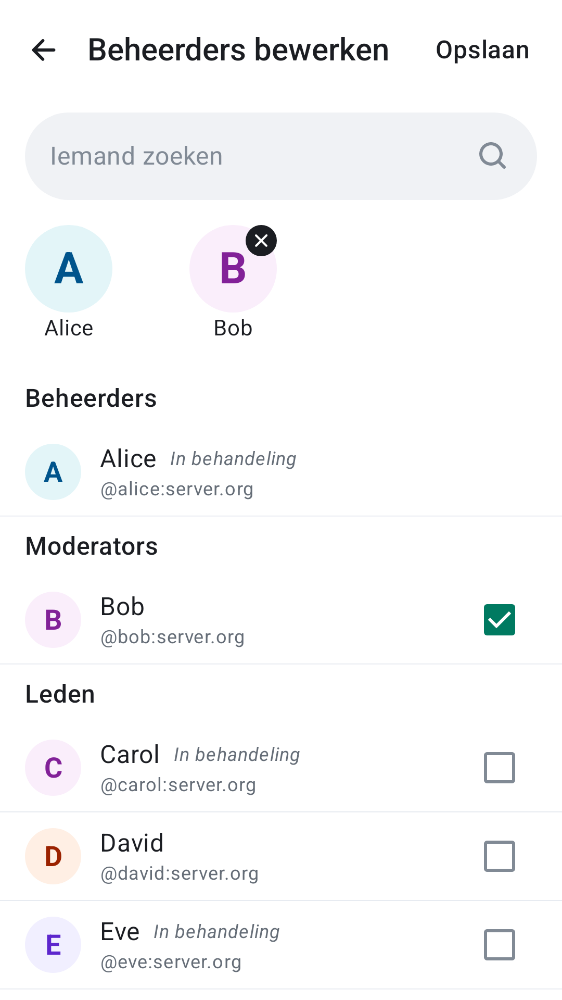 Beheerders bewerken Opslaan
Iemand zoeken
A B
Alice Bob
Beheerders
A Alice In behandeling
@alice:server.org
Moderators
B Bob
@bob:server.org
Leden
C Carol In behandeling
@carol:server.org
D David
@david:server.org
E Eve In behandeling
@eve:server.org